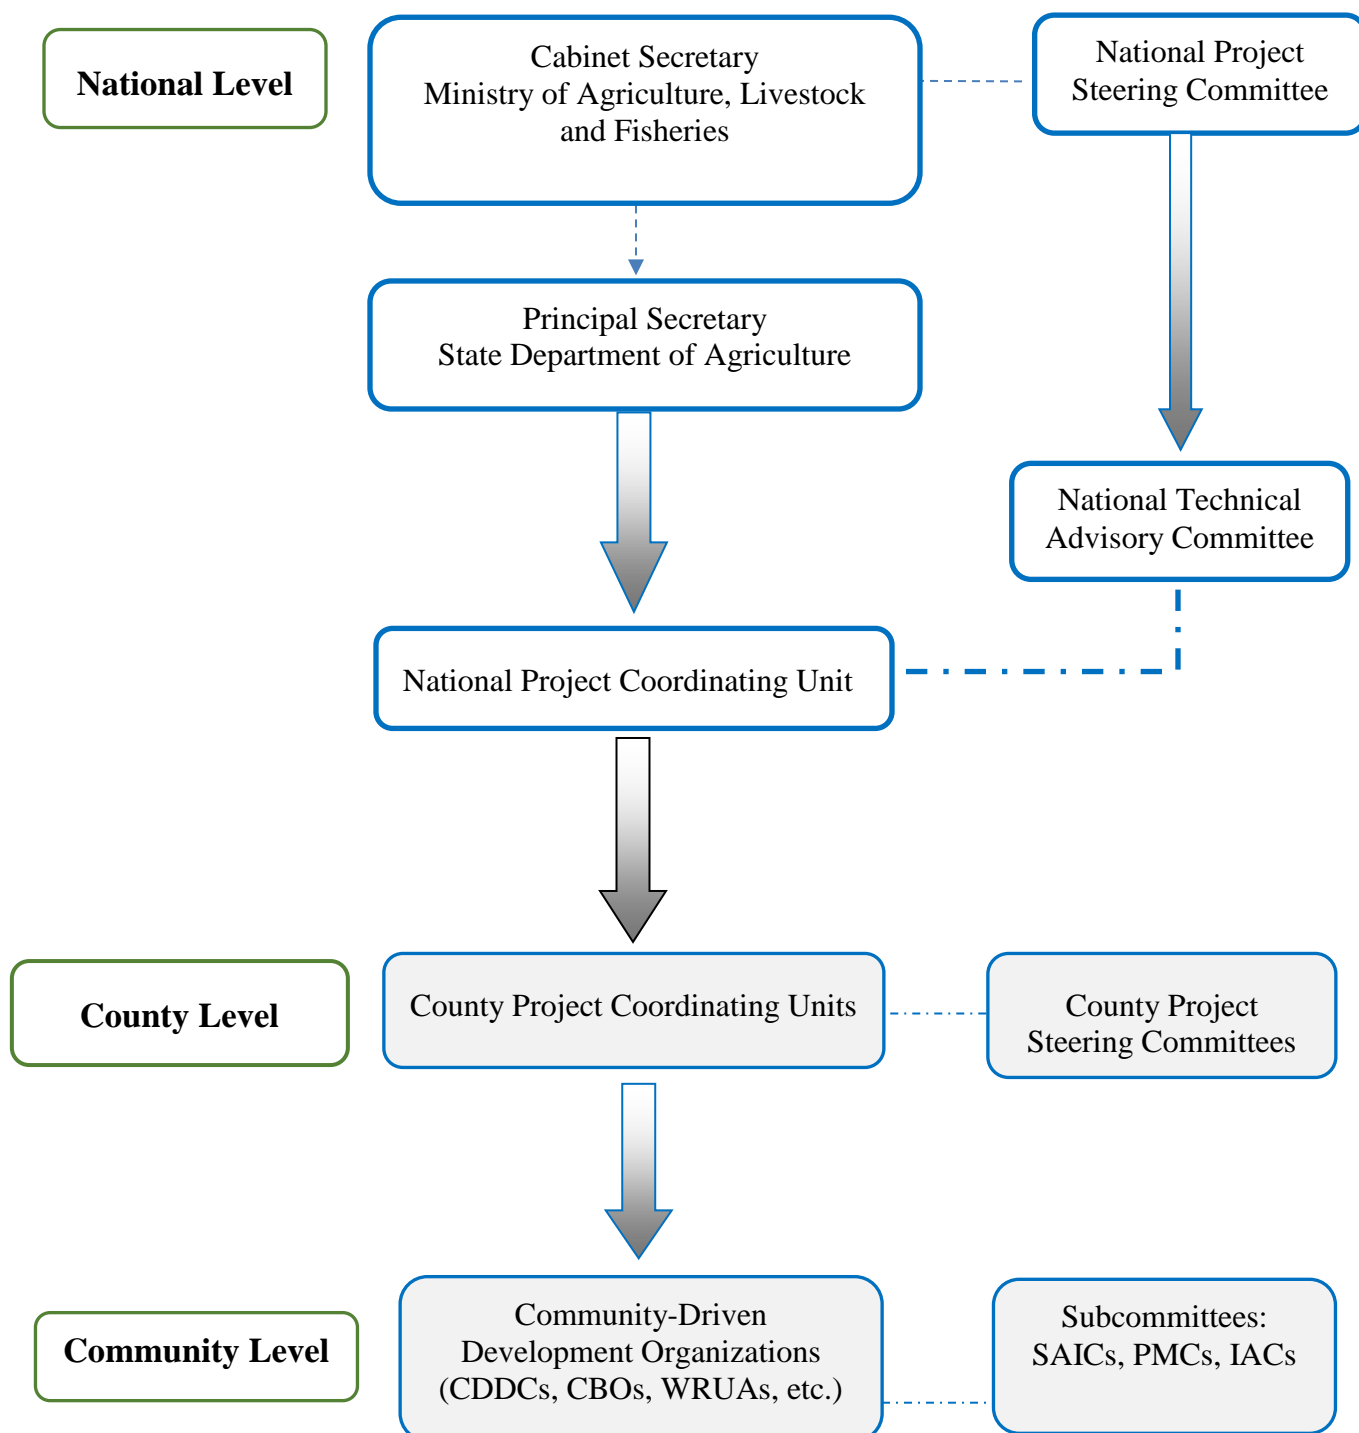 National Level
Cabinet Secretary
Ministry of Agriculture, Livestock
and Fisheries
National Project
Steering Committee
Principal Secretary
State Department of Agriculture
National Technical
Advisory Committee
National Project Coordinating Unit
County Level
County Project Coordinating Units
County Project
Steering Committees
Community Level
Community-Driven
Development Organizations
(CDDCs, CBOs, WRUAs, etc.)
Subcommittees:
SAICs, PMCs, IACs